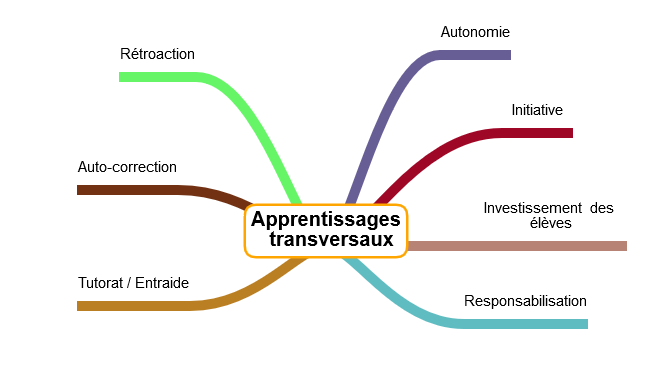 Autonomie
Rétroaction
Initiative
Auto-correction
Investissement des
élèves
Apprentissages
transversaux
Tutorat / Entraide
Responsabilisation